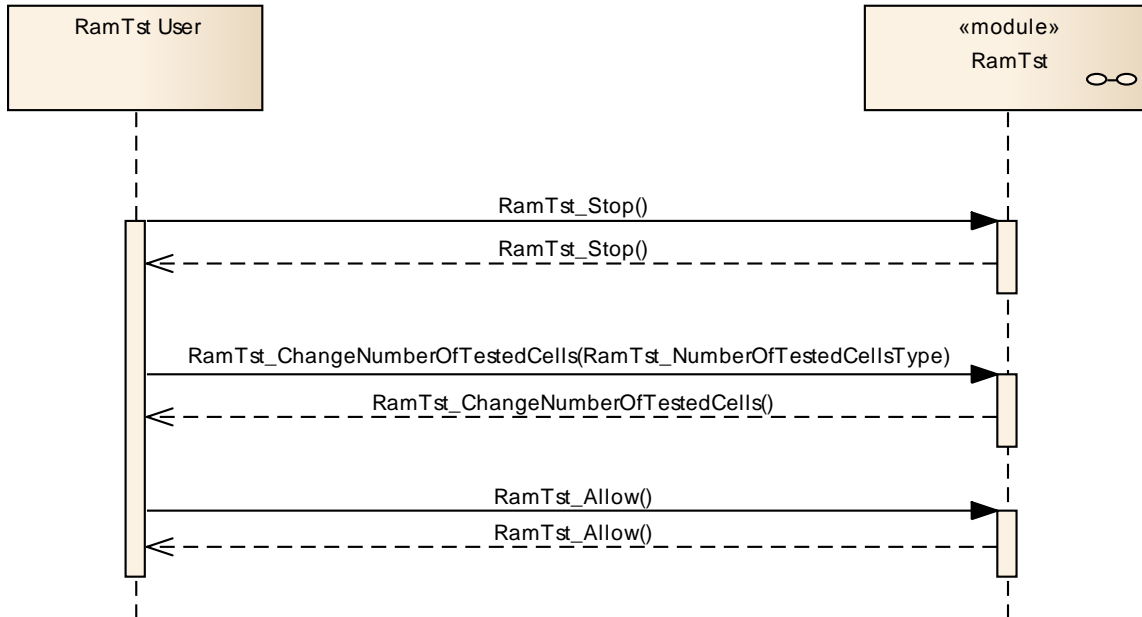 RamTst User
«module»
RamTst
RamTst_Stop()
RamTst_Stop()
RamTst_ChangeNumberOfTestedCells(RamTst_NumberOfTestedCellsType)
RamTst_ChangeNumberOfTestedCells()
RamTst_Allow()
RamTst_Allow()